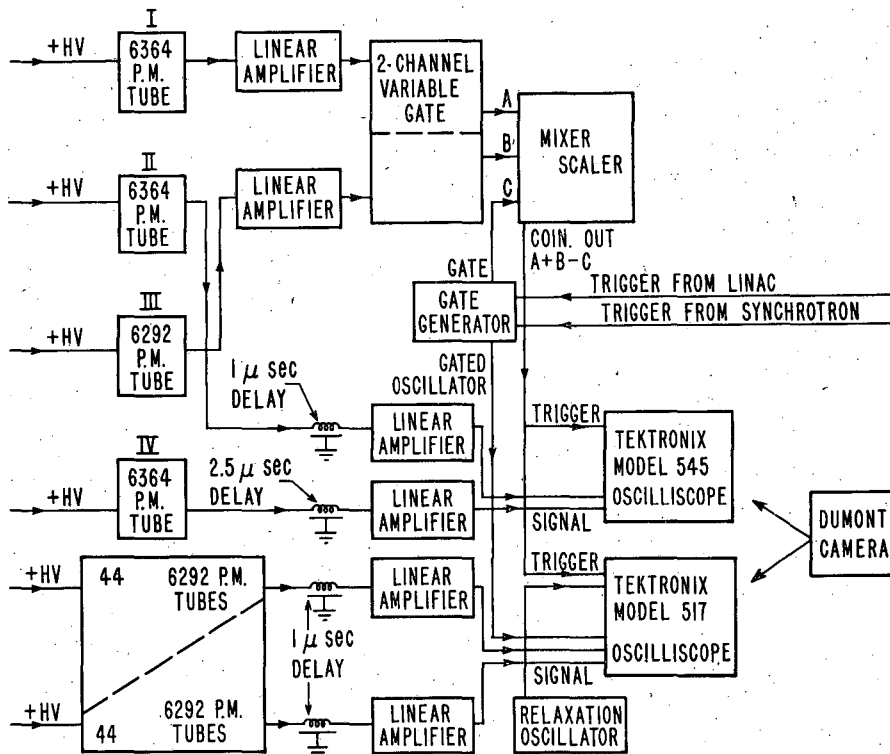 I
+HV
6364
P.M.
TUBE
LINEAR
AMPLIFIER
2-CHANNEL
VARIABLE
GATE
A
B
C
MIXER
SCALER
II
+HV
6364
P.M.
TUBE
LINEAR
AMPLIFIER
COIN. OUT
A+B-C
GATE
GATE
GENERATOR
TRIGGER FROM LINAC
TRIGGER FROM SYNCHROTRON
III
+HV
6292
P.M.
TUBE
1 μ sec
DELAY
GATED
OSCILLATOR
LINEAR
AMPLIFIER
TRIGGER
TEKTRONIX
MODEL 545
OSCILLISCOPE
IV
+HV
6364
P.M.
TUBE
2.5 μ sec
DELAY
LINEAR
AMPLIFIER
SIGNAL
DUMONT
CAMERA
+HV
44 6292 P.M.
TUBES
LINEAR
AMPLIFIER
TRIGGER
TEKTRONIX
MODEL 517
OSCILLISCOPE
1 μ sec
DELAY
SIGNAL
+HV
44 6292 P.M.
TUBES
LINEAR
AMPLIFIER
RELAXATION
OSCILLATOR